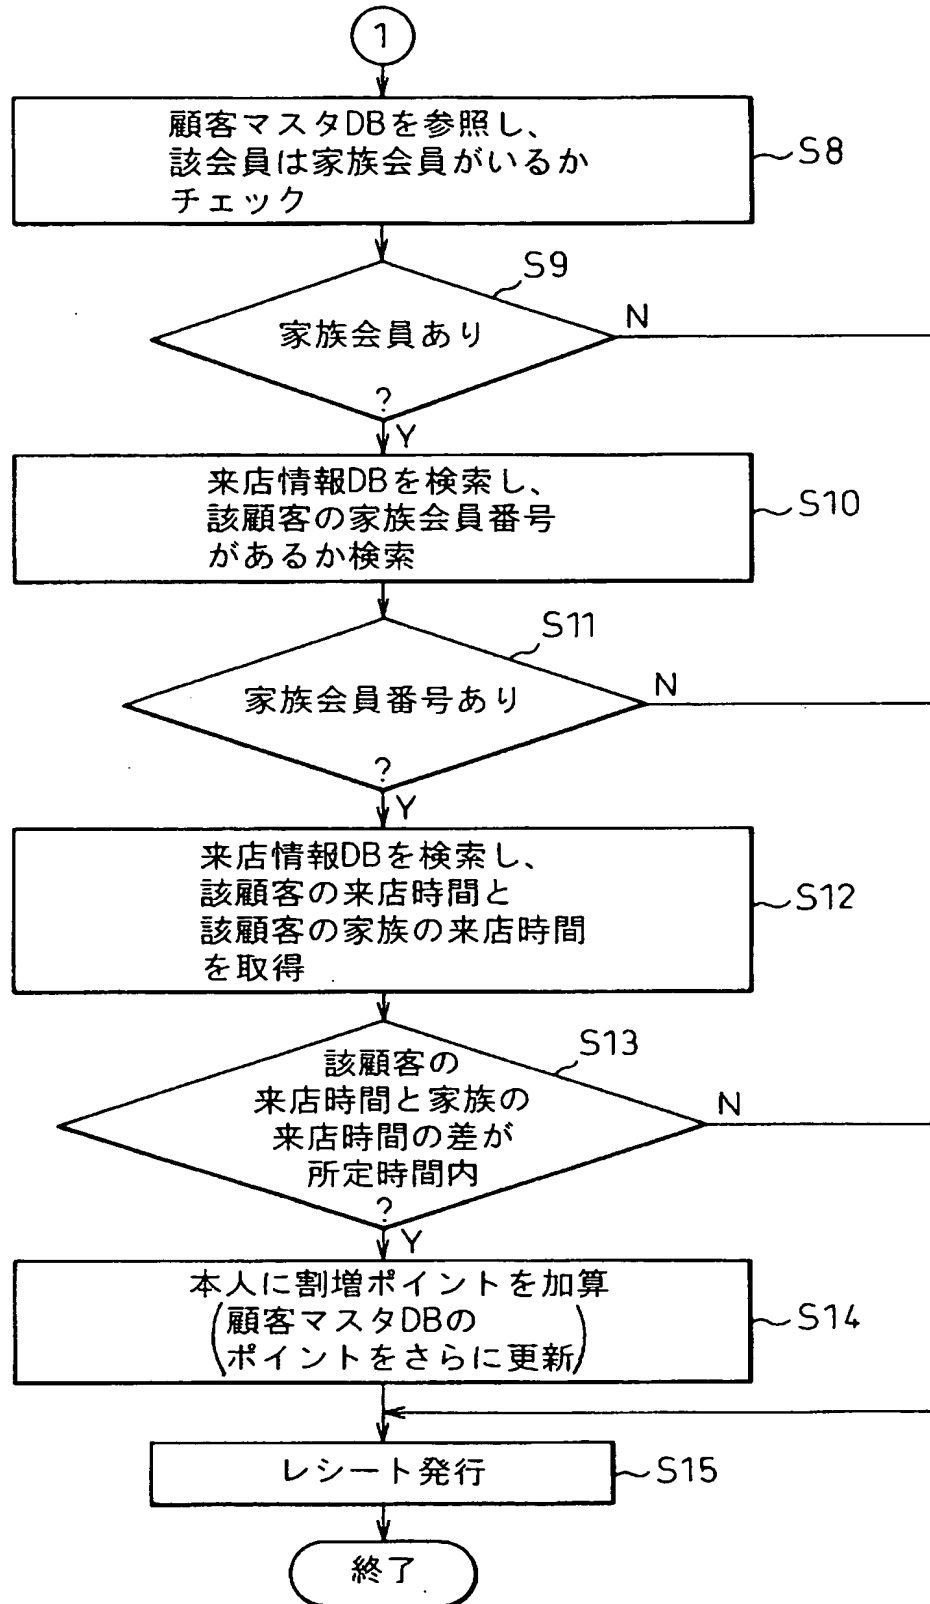 1
顧客マスタDBを参照し、
該会員は家族会員がいるか
チェック
S8
S9
家族会員あり
?
N
Y
来店情報DBを検索し、
該顧客の家族会員番号
があるか検索
S10
S11
家族会員番号あり
?
N
Y
来店情報DBを検索し、
該顧客の来店時間と
該顧客の家族の来店時間
を取得
S12
S13
該顧客の
来店時間と家族の
来店時間の差が
所定時間内
?
N
Y
本人に割増ポイントを加算
(顧客マスタDBの
ポイントをさらに更新)
S14
レシート発行
S15
終了